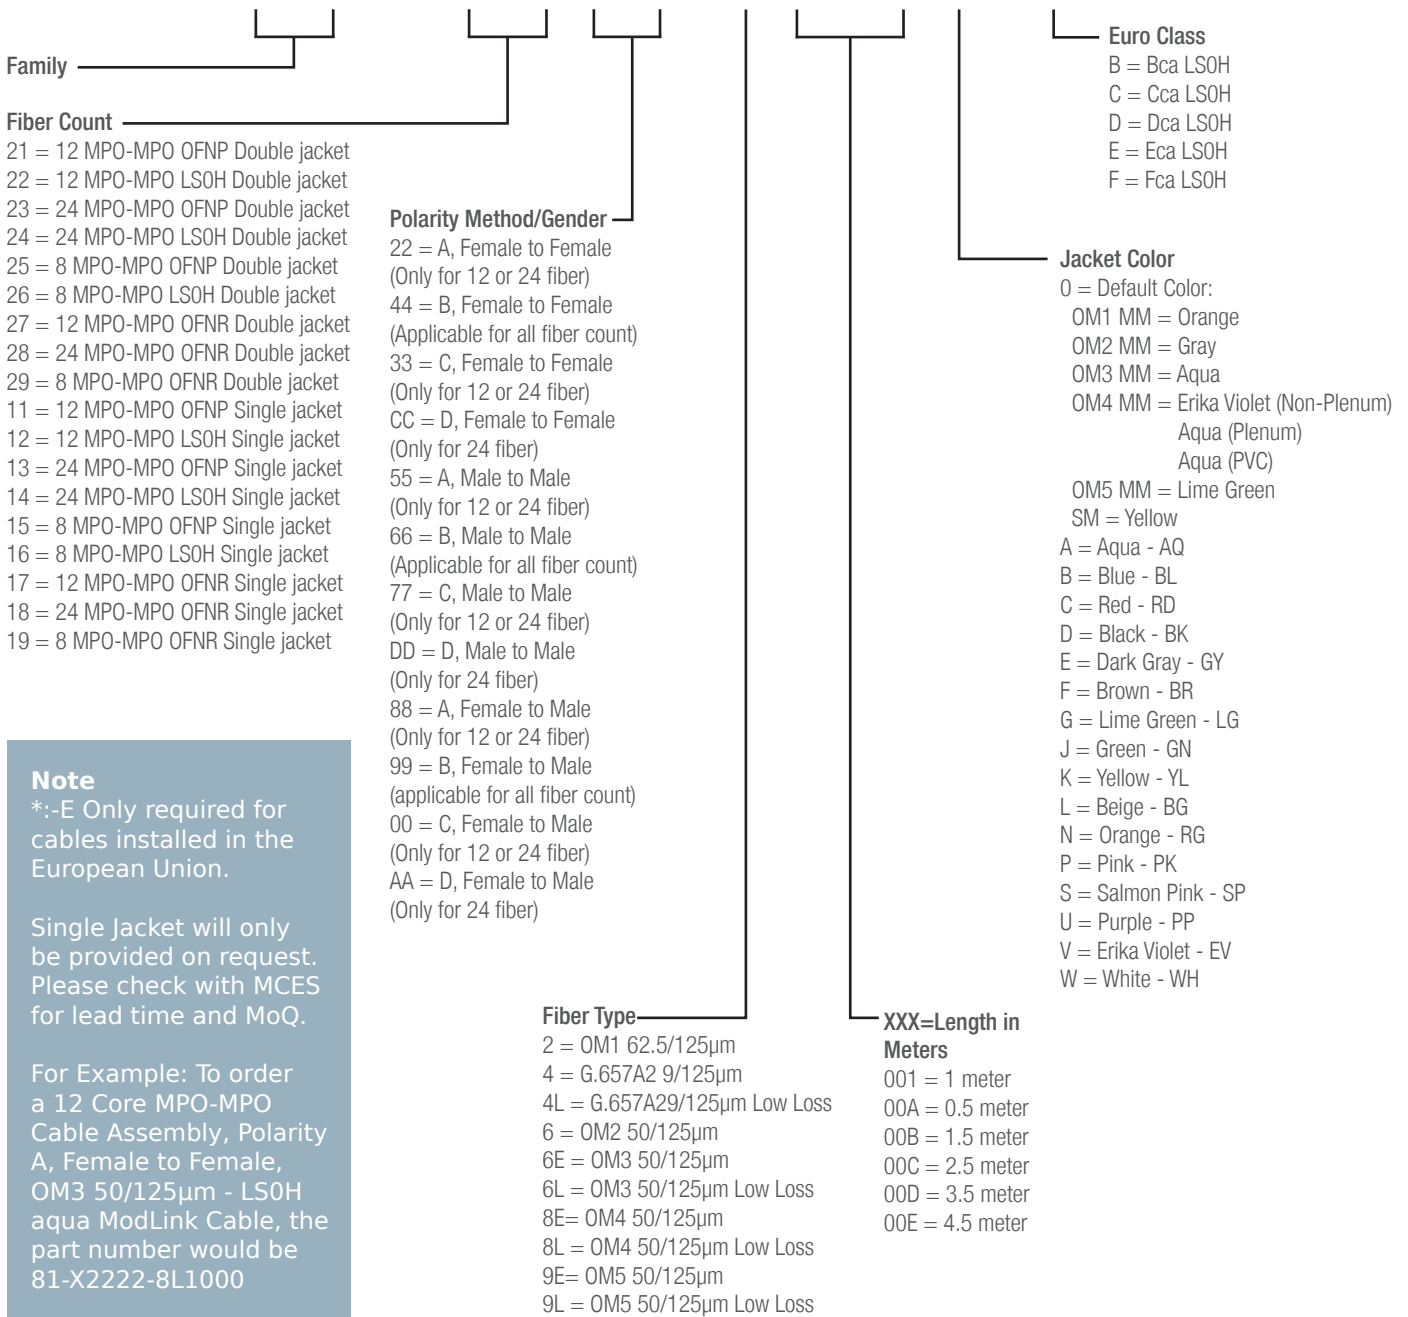 Family
Fiber Count
21 = 12 MPO-MPO OFNP Double jacket
22 = 12 MPO-MPO LS0H Double jacket
23 = 24 MPO-MPO OFNP Double jacket
24 = 24 MPO-MPO LS0H Double jacket
25 = 8 MPO-MPO OFNP Double jacket
26 = 8 MPO-MPO LS0H Double jacket
27 = 12 MPO-MPO OFNR Double jacket
28 = 24 MPO-MPO OFNR Double jacket
29 = 8 MPO-MPO OFNR Double jacket
11 = 12 MPO-MPO OFNP Single jacket
12 = 12 MPO-MPO LS0H Single jacket
13 = 24 MPO-MPO OFNP Single jacket
14 = 24 MPO-MPO LS0H Single jacket
15 = 8 MPO-MPO OFNP Single jacket
16 = 8 MPO-MPO LS0H Single jacket
17 = 12 MPO-MPO OFNR Single jacket
18 = 24 MPO-MPO OFNR Single jacket
19 = 8 MPO-MPO OFNR Single jacket
Note
*:-E Only required for
cables installed in the
European Union.
Single Jacket will only
be provided on request.
Please check with MCES
for lead time and MoQ.
For Example: To order
a 12 Core MPO-MPO
Cable Assembly, Polarity
A, Female to Female,
OM3 50/125µm - LS0H
aqua ModLink Cable, the
part number would be
81-X2222-8L1000
Polarity Method/Gender
22 = A, Female to Female
(Only for 12 or 24 fiber)
44 = B, Female to Female
(Applicable for all fiber count)
33 = C, Female to Female
(Only for 12 or 24 fiber)
CC = D, Female to Female
(Only for 24 fiber)
55 = A, Male to Male
(Only for 12 or 24 fiber)
66 = B, Male to Male
(Applicable for all fiber count)
77 = C, Male to Male
(Only for 12 or 24 fiber)
DD = D, Male to Male
(Only for 24 fiber)
88 = A, Female to Male
(Only for 12 or 24 fiber)
99 = B, Female to Male
(applicable for all fiber count)
00 = C, Female to Male
(Only for 12 or 24 fiber)
AA = D, Female to Male
(Only for 24 fiber)
Fiber Type
2 = OM1 62.5/125µm
4 = G.657A2 9/125µm
4L = G.657A29/125µm Low Loss
6 = OM2 50/125µm
6E = OM3 50/125µm
6L = OM3 50/125µm Low Loss
8E= OM4 50/125µm
8L = OM4 50/125µm Low Loss
9E= OM5 50/125µm
9L = OM5 50/125µm Low Loss
XXX=Length in
Meters
001 = 1 meter
00A = 0.5 meter
00B = 1.5 meter
00C = 2.5 meter
00D = 3.5 meter
00E = 4.5 meter
Euro Class
B = Bca LS0H
C = Cca LS0H
D = Dca LS0H
E = Eca LS0H
F = Fca LS0H
Jacket Color
0 = Default Color:
OM1 MM = Orange
OM2 MM = Gray
OM3 MM = Aqua
OM4 MM = Erika Violet (Non-Plenum)
Aqua (Plenum)
Aqua (PVC)
OM5 MM = Lime Green
SM = Yellow
A = Aqua - AQ
B = Blue - BL
C = Red - RD
D = Black - BK
E = Dark Gray - GY
F = Brown - BR
G = Lime Green - LG
J = Green - GN
K = Yellow - YL
L = Beige - BG
N = Orange - RG
P = Pink - PK
S = Salmon Pink - SP
U = Purple - PP
V = Erika Violet - EV
W = White - WH